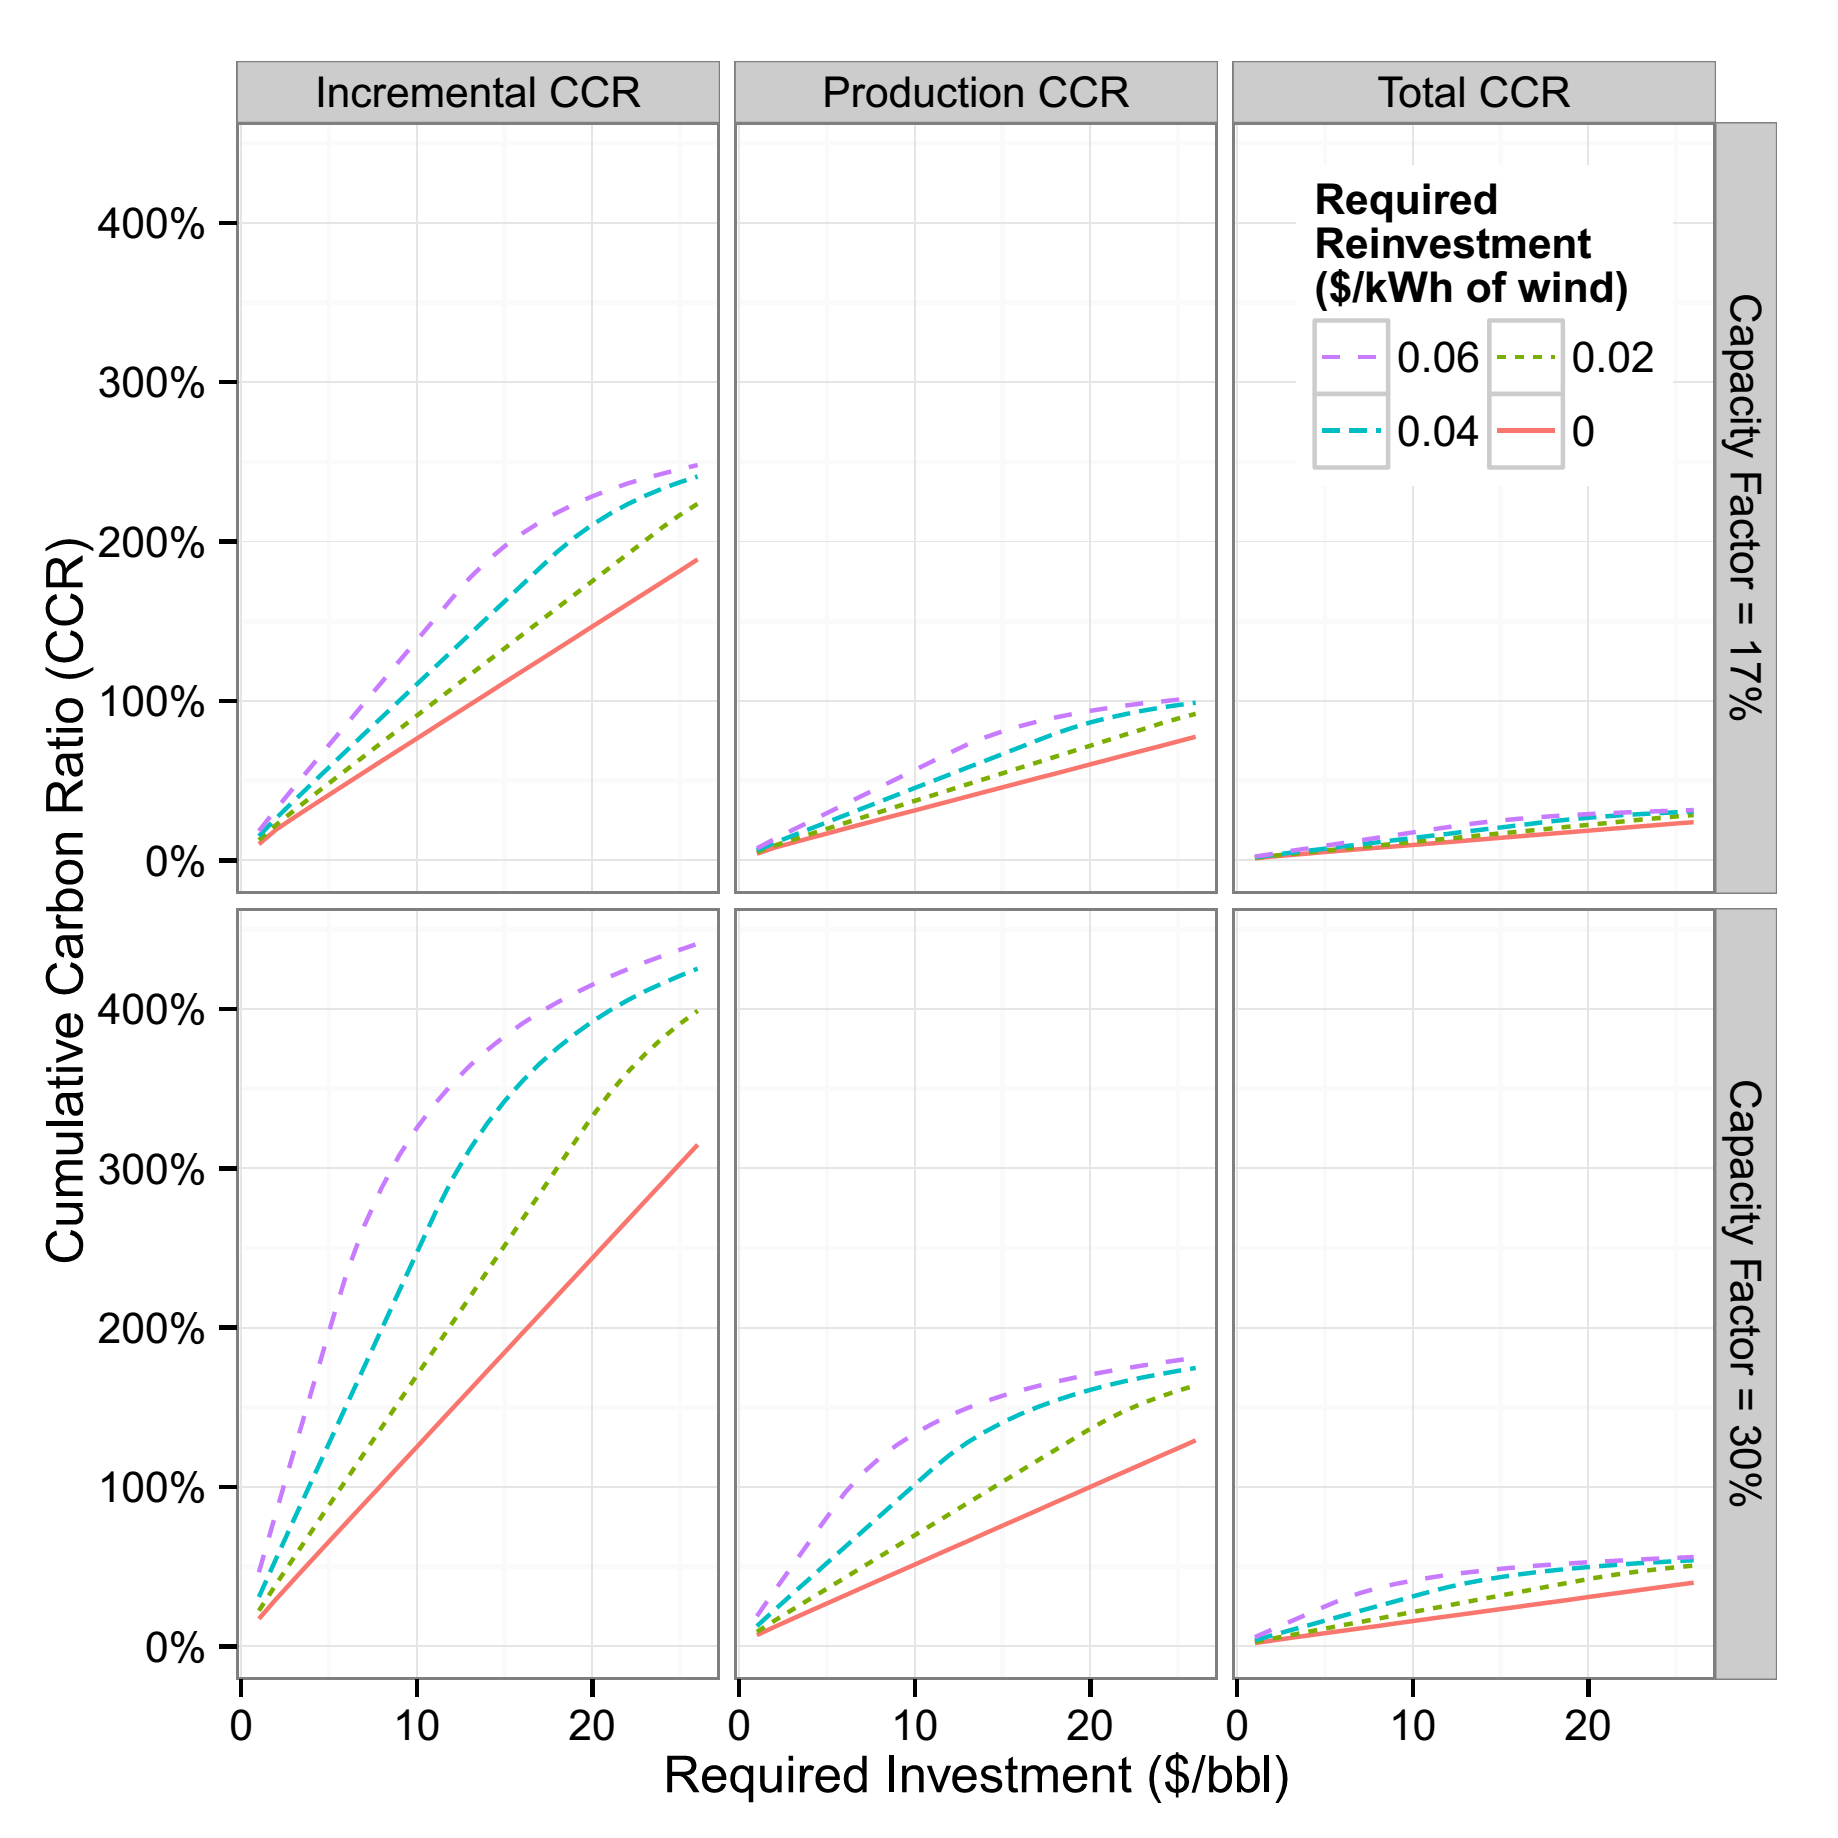 Incremental CCR
Production CCR
Total CCR
Required
Reinvestment
($/kWh of wind)
0.06
0.02
0.04
0
Capacity Factor = 17%
Capacity Factor = 30%
Cumulative Carbon Ratio (CCR)
400%
300%
200%
100%
0%
400%
300%
200%
100%
0%
0 10 20
0 10 20
0 10 20
Required Investment ($/bbl)